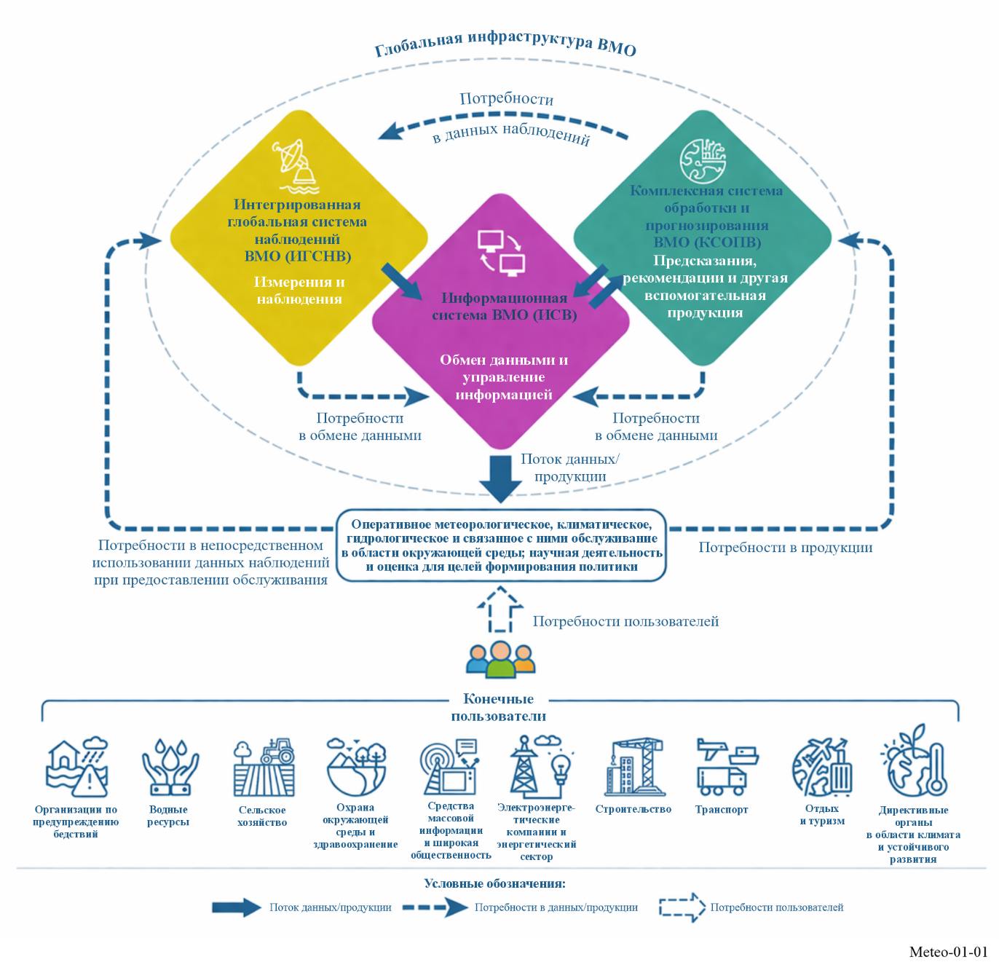 Глобальная инфраструктура ВМО
Потребности
в данных наблюдений
Интегрированная
глобальная система
наблюдений
ВМО (ИГСНВ)
Измерения и
наблюдения
Комплексная система
обработки и
прогнозирования
ВМО (КСОПВ)
Предсказания,
рекомендации и другая
вспомогательная
продукция
Информационная
система ВМО (ИСВ)
Обмен данными и
управление
информацией
Потребности
в обмене данными
Потребности
в обмене данными
Поток данных/
продукции
Оперативное метеорологическое, климатическое,
гидрологическое и связанное с ними обслуживание
в области окружающей среды; научная деятельность
и оценка для целей формирования политики
Потребности в непосредственном
использовании данных наблюдений
при предоставлении обслуживания
Потребности в продукции
Потребности пользователей
Конечные
пользователи
Организации по
предупреждению
бедствий
Водные
ресурсы
Сельское
хозяйство
Охрана
окружающей
среды и
здравоохранение
Средства
массовой
информации
и широкая
общественность
Электроэнерге-
тические
компании и
энергетический
сектор
Строительство
Транспорт
Отдых
и туризм
Директивные
органы
в области климата
и устойчивого
развития
Условные обозначения:
Поток данных/продукции
Потребности в данных/продукции
Потребности пользователей
Meteo-01-01